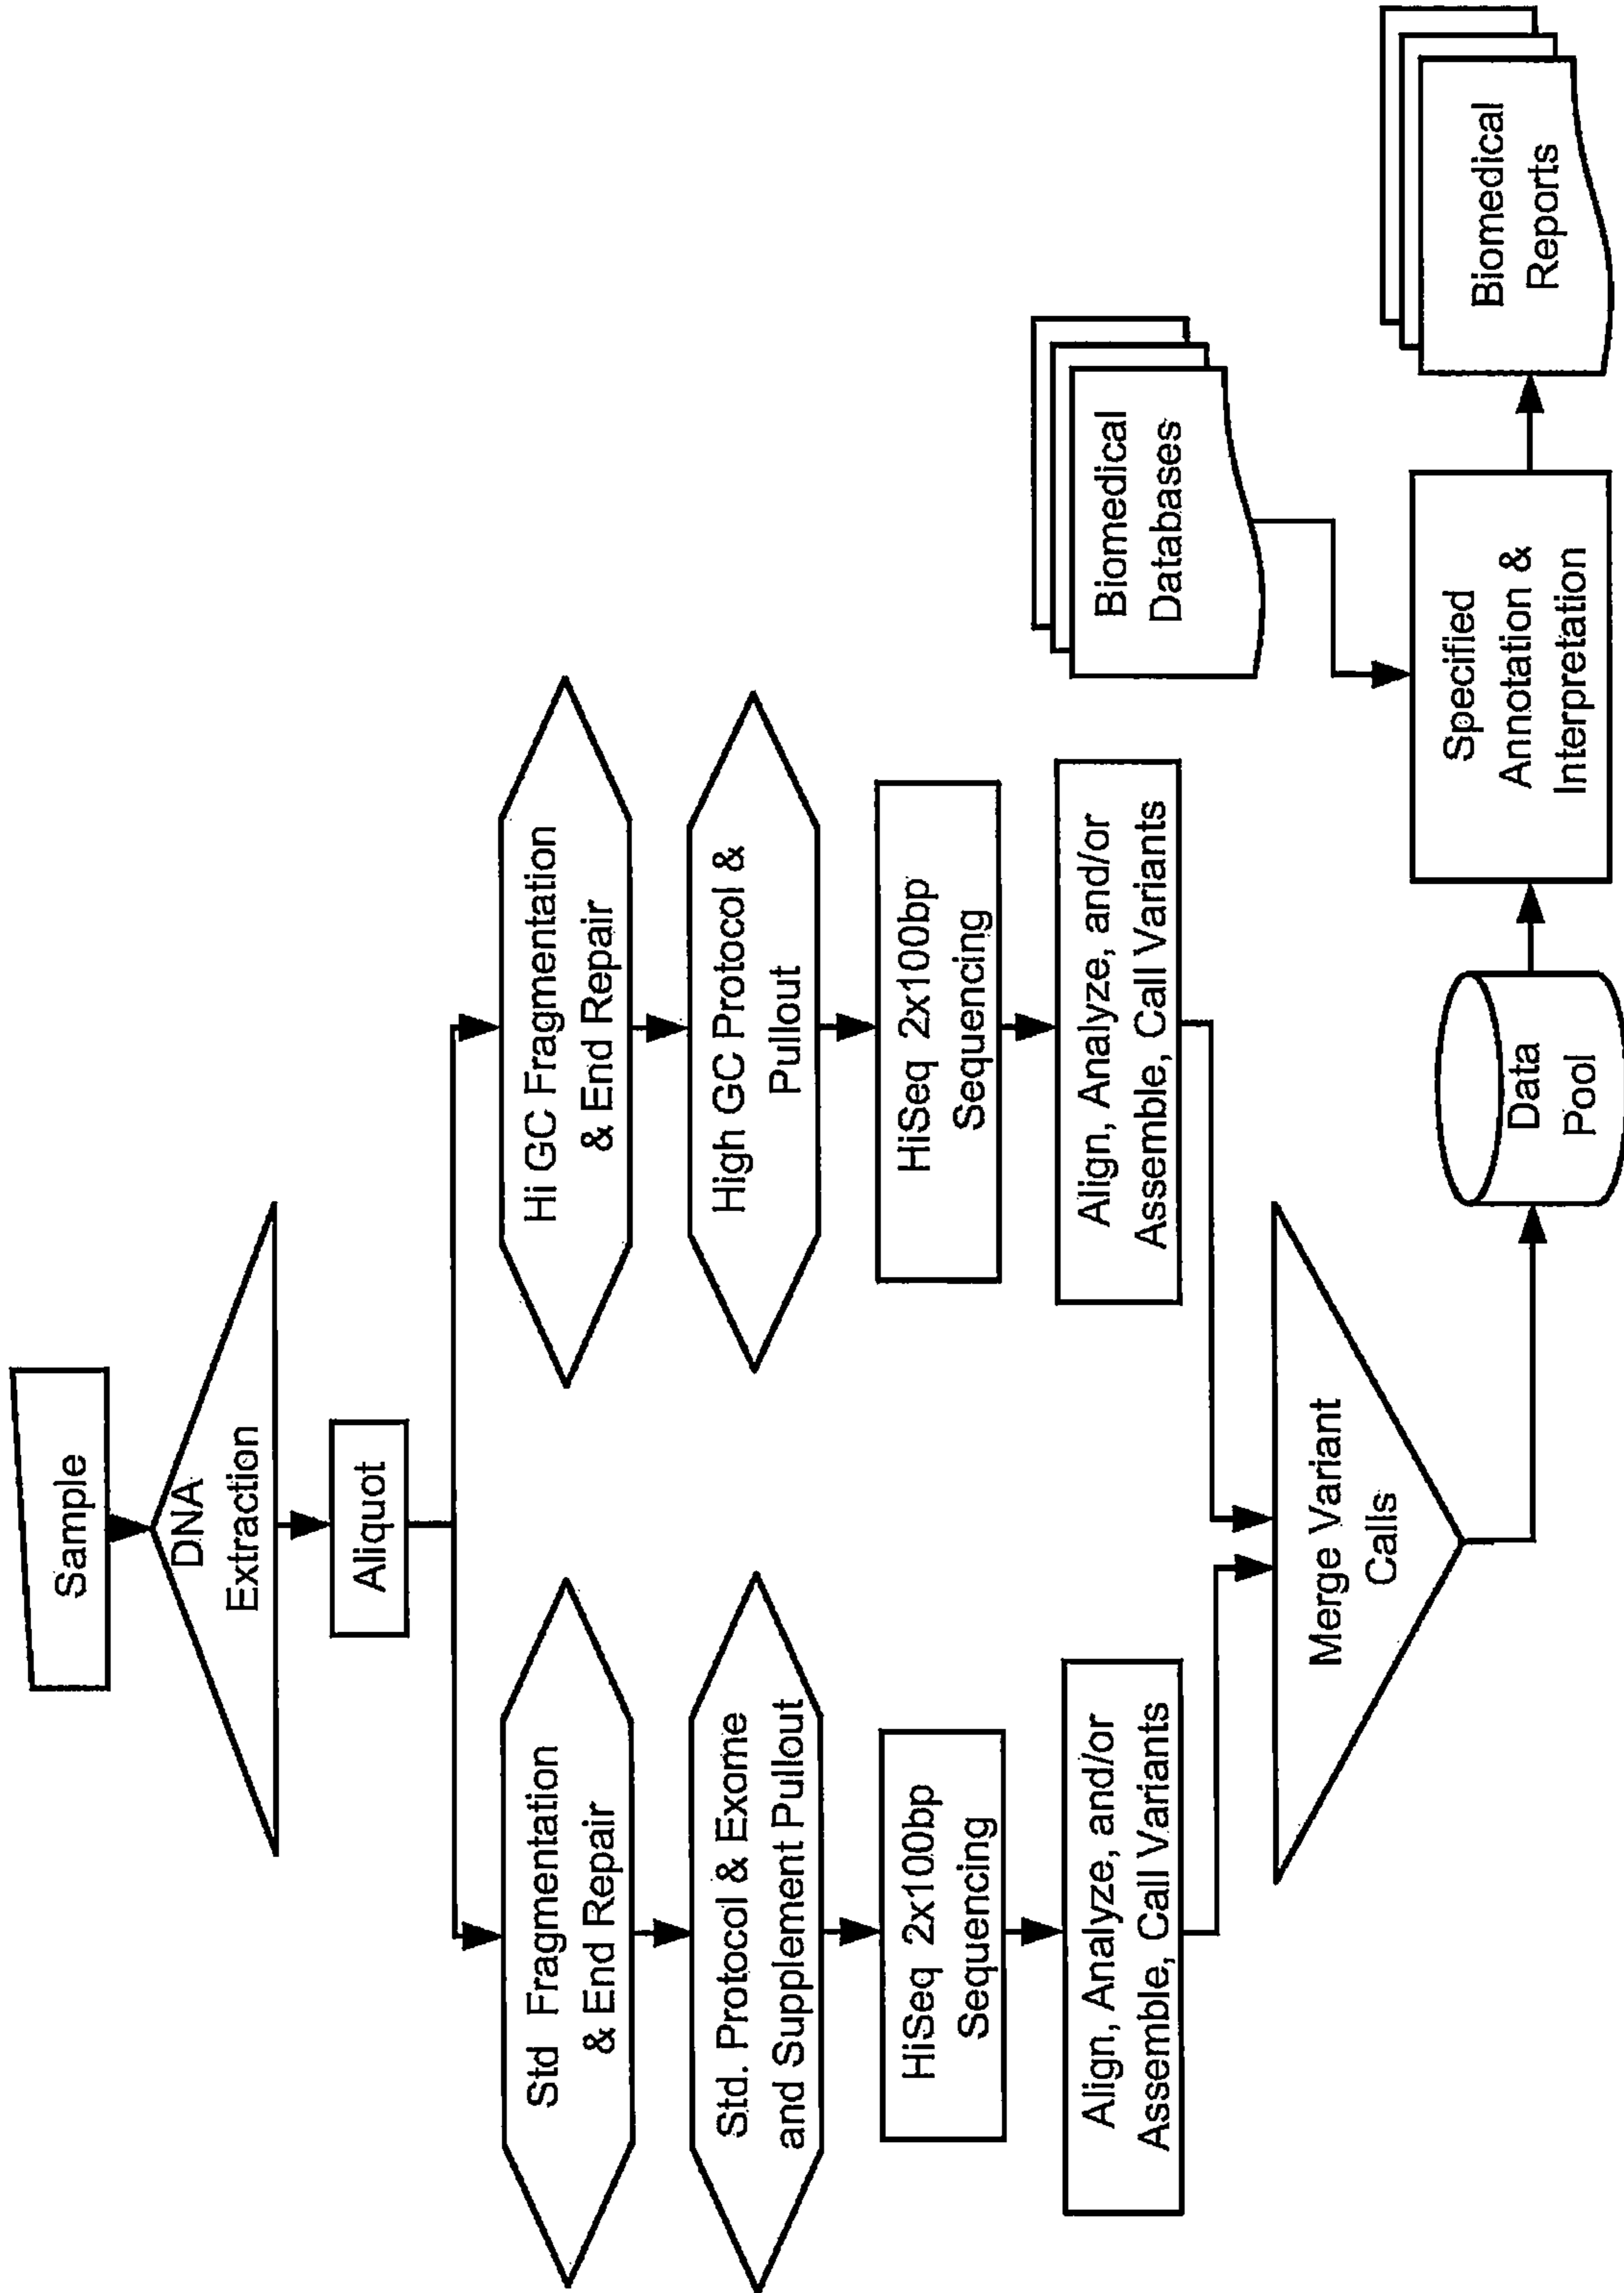 Sample
DNA
Extraction
Aliquot
Std Fragmentation
& End Repair
Std. Protocol & Exome
and Supplement Pullout
HiSeq 2x100bp
Sequencing
Align, Analyze, and/or
Assemble, Call Variants
Hi GC Fragmentation
& End Repair
High GC Protocol &
Pullout
HiSeq 2x100bp
Sequencing
Align, Analyze, and/or
Assemble, Call Variants
Merge Variant
Calls
Data
Pool
Biomedical
Databases
Specified
Annotation &
Interpretation
Biomedical
Reports